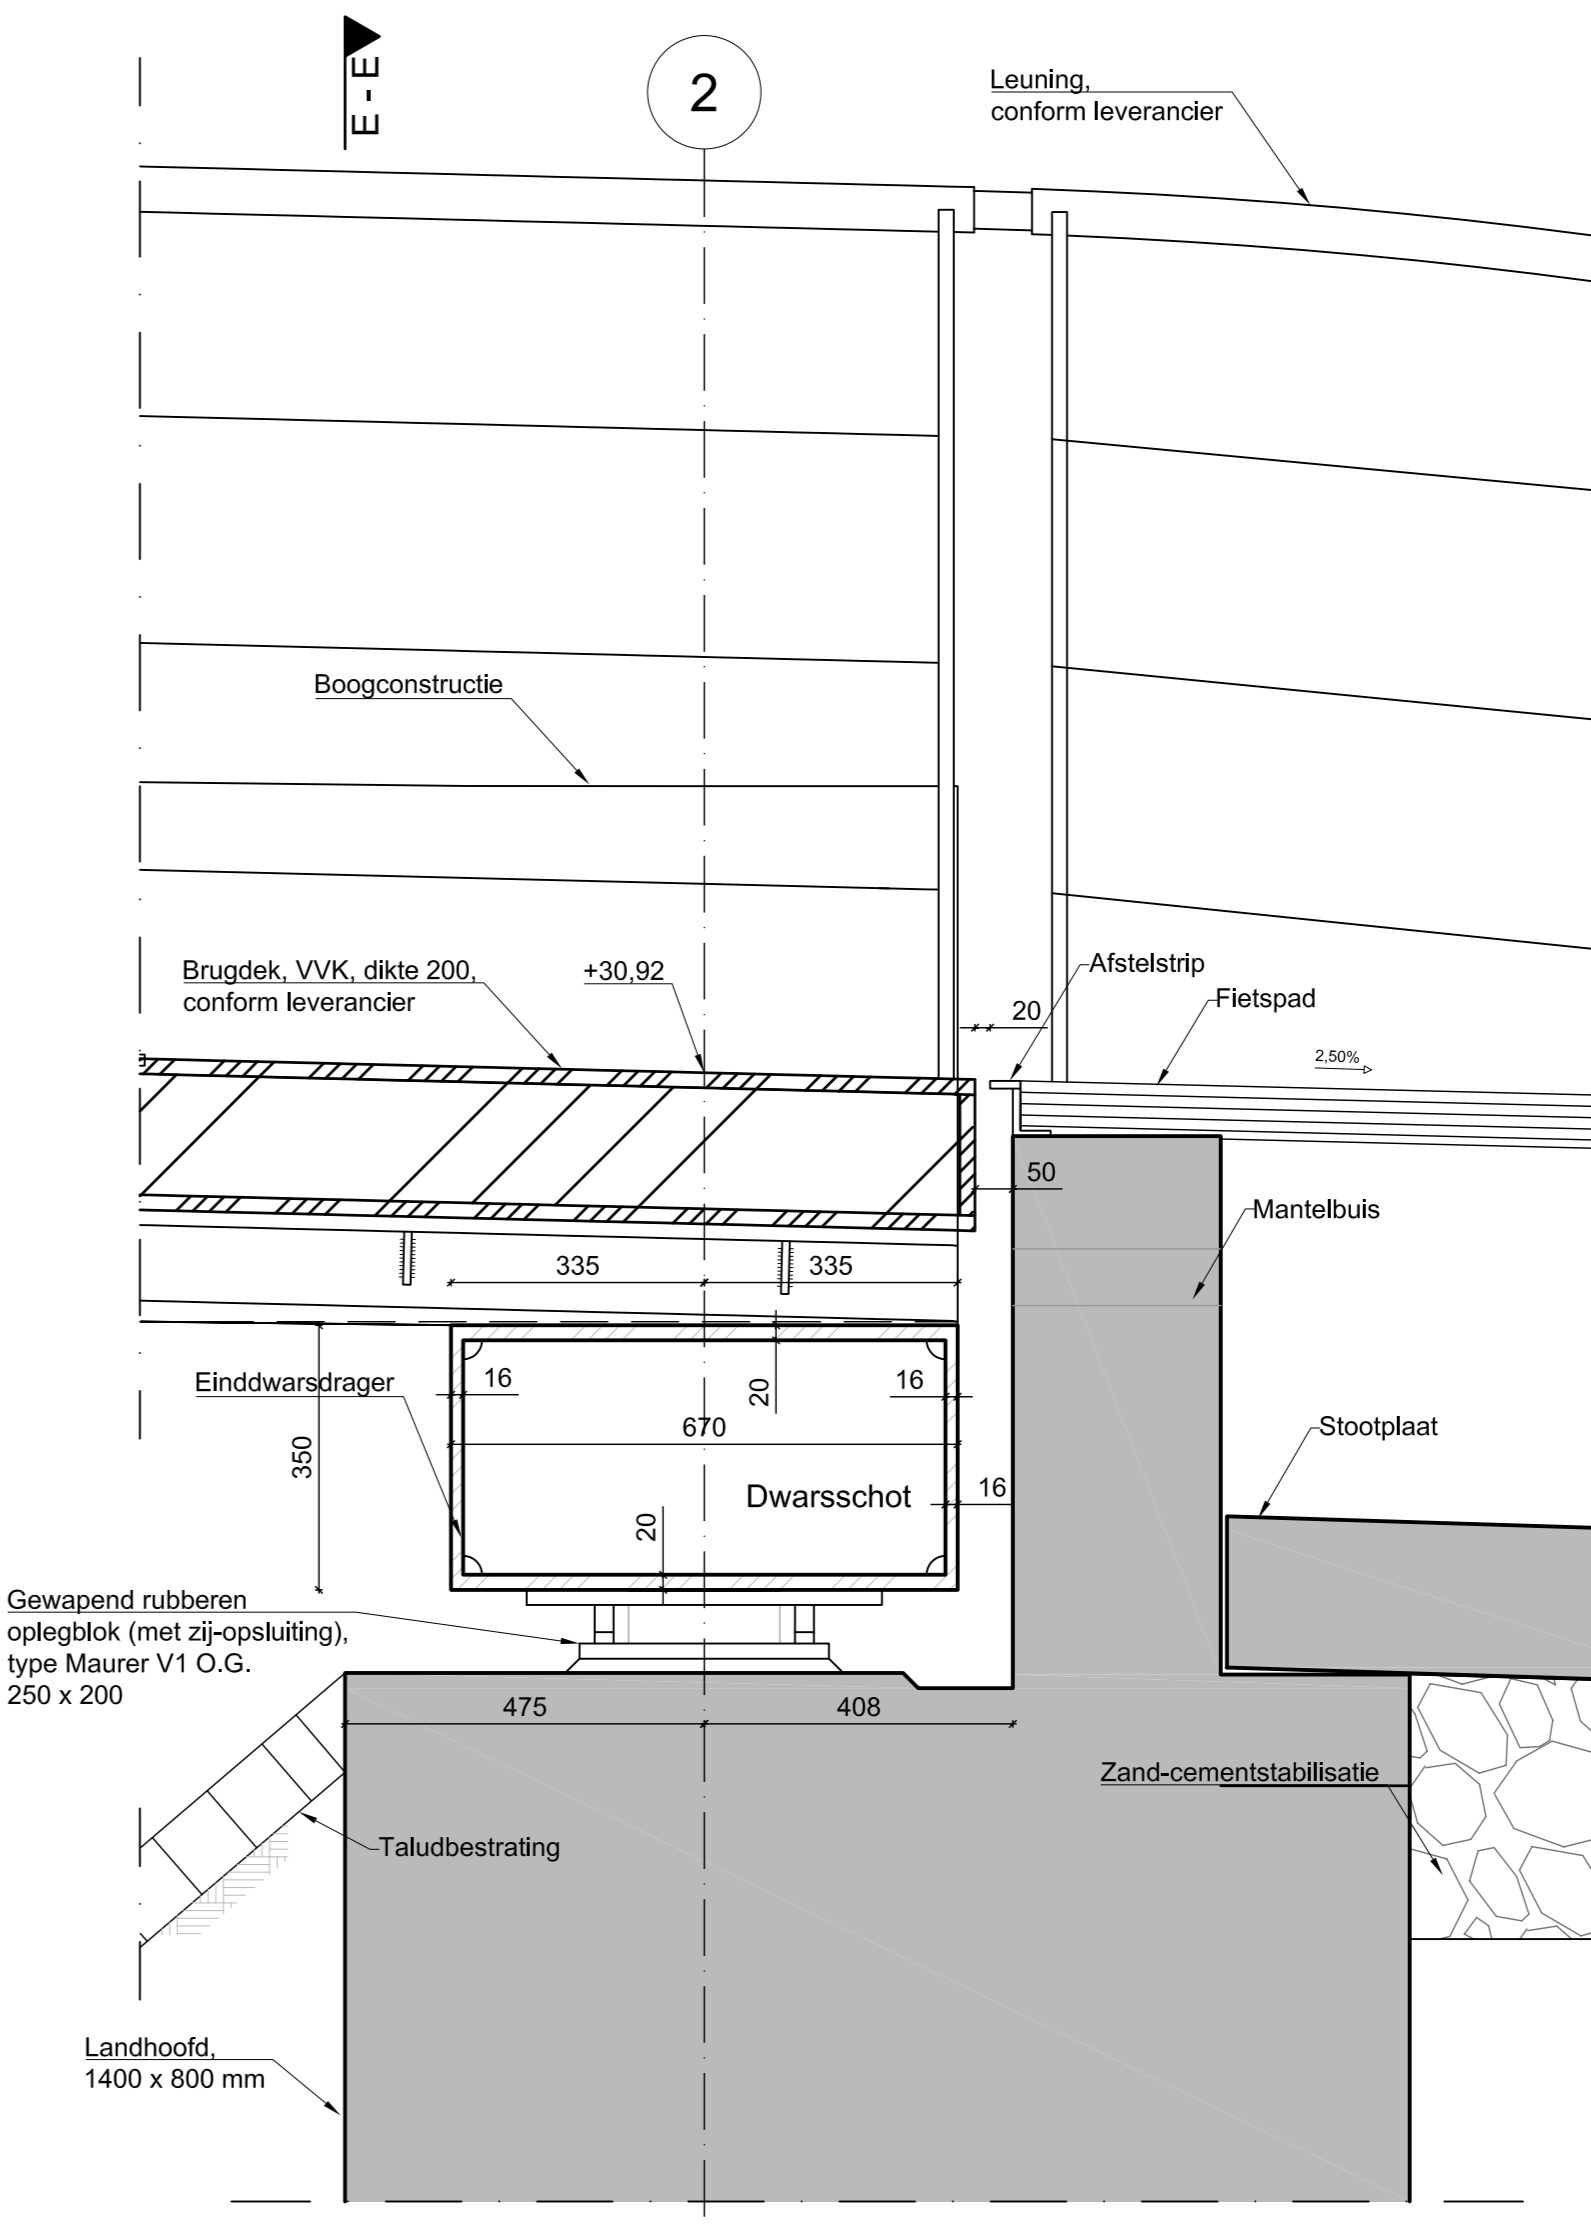 E - E
2
Leuning,
conform leverancier
Boogconstructie
Brugdek, VVK, dikte 200,
conform leverancier
+30,92
Afstelstrip
20
Fietspad
2,50%
50
Mantelbuis
335
335
Einddwarsdrager
16
20
16
350
670
Stootplaat
Dwarsschot
16
20
Gewapend rubberen
oplegblok (met zij-opsluiting),
type Maurer V1 O.G.
250 x 200
475
408
Zand-cementstabilisatie
Taludbestrating
Landhoofd,
1400 x 800 mm